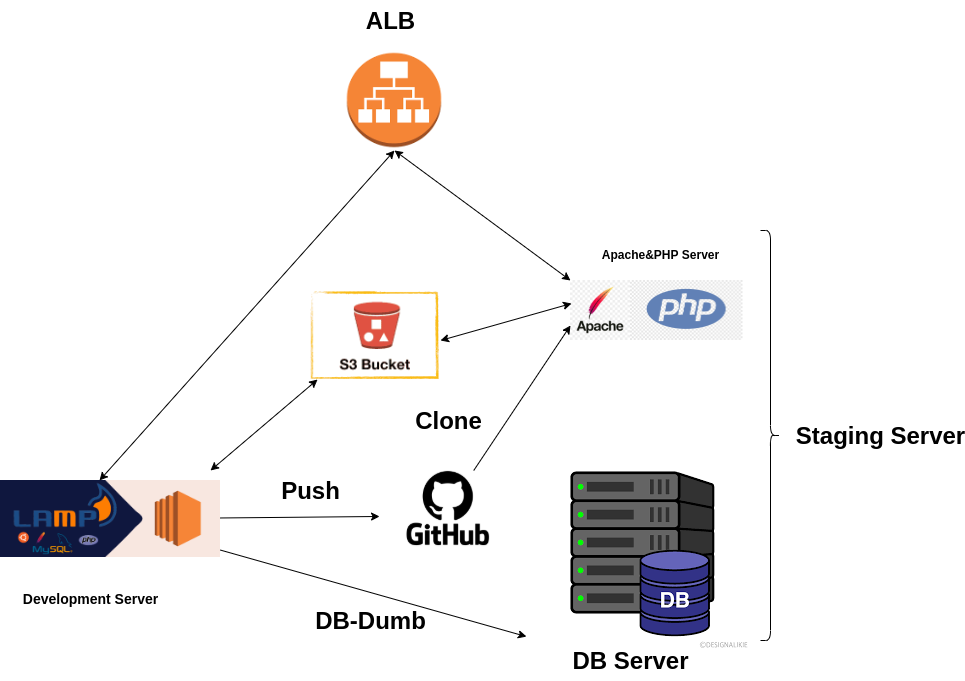 ALB
Apache&PHP Server
Apache
php
S3 Bucket
Clone
Staging Server
Push
LAMP
MySQL
php
GitHub
DB
Development Server
DB-Dumb
©DESIGNALIKIE
DB Server